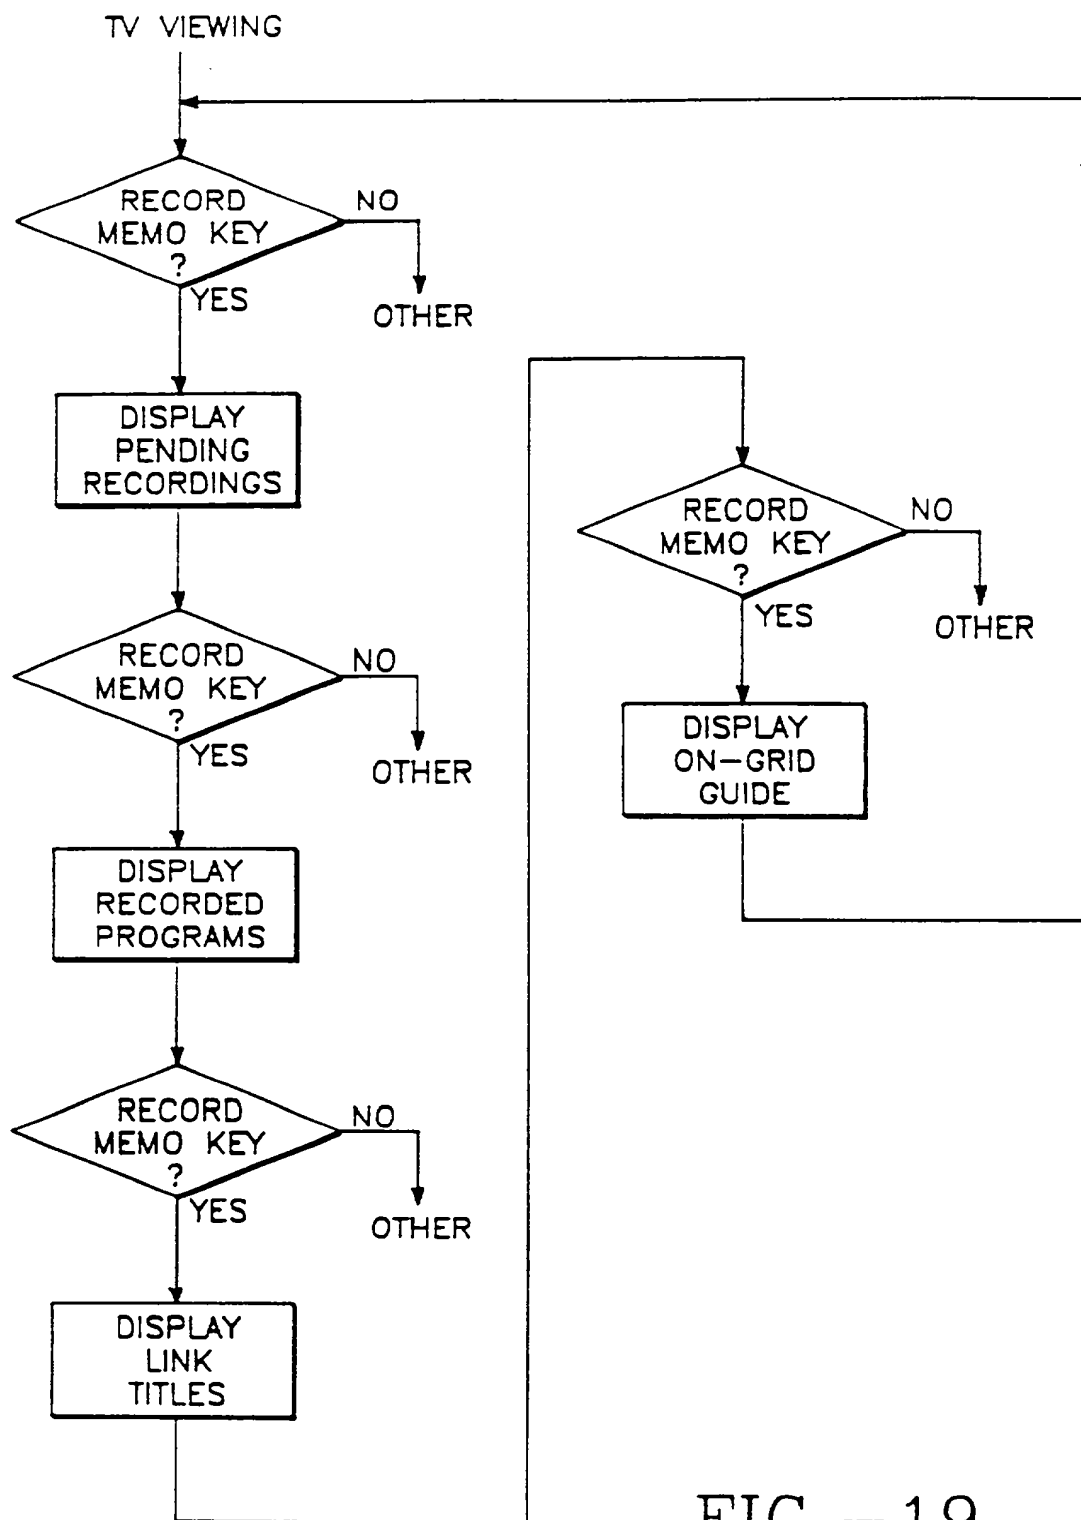 TV VIEWING
RECORD
MEMO KEY
?
NO
YES
OTHER
DISPLAY
PENDING
RECORDINGS
RECORD
MEMO KEY
?
NO
YES
OTHER
DISPLAY
RECORDED
PROGRAMS
RECORD
MEMO KEY
?
NO
YES
OTHER
DISPLAY
LINK
TITLES
RECORD
MEMO KEY
?
NO
YES
OTHER
DISPLAY
ON-GRID
GUIDE
FIG. - 19